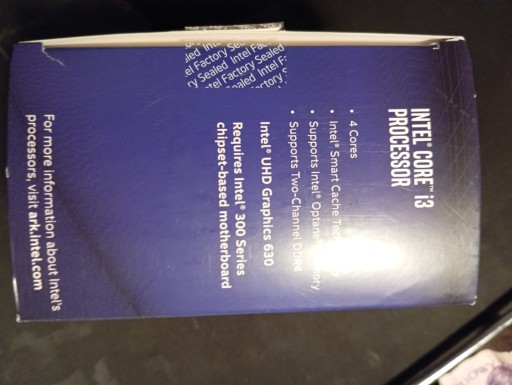 INTEL® CORE™ i3
PROCESSOR
• 4 Cores
• Intel® Smart Cache
• Supports Intel® Optane
• Supports Two-Channel DDR4
Intel® UHD Graphics 630
Requires Intel® 300 Series
chipset-based motherboard
For more information about Intel's
processors, visit ark.intel.com
Intel Factory Sealed